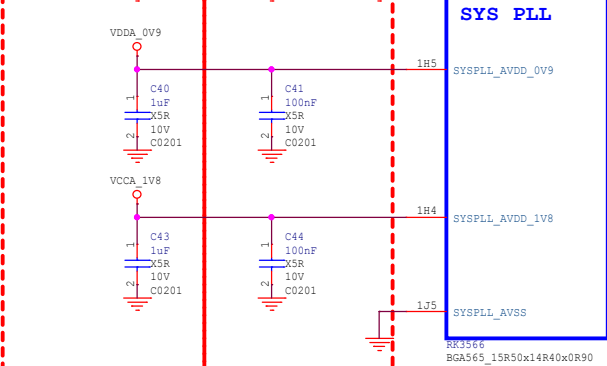 SYS PLL
VDDA_0V9
1H5
SYSPLL_AVDD_0V9
C40
1uF
X5R
10V
C0201
1
2
C41
100nF
X5R
10V
C0201
1
2
VCCA_1V8
1H4
SYSPLL_AVDD_1V8
C43
1uF
X5R
10V
C0201
1
2
C44
100nF
X5R
10V
C0201
1
2
1J5
SYSPLL_AVSS
RK3566
BGA565_15R50x14R40x0R90